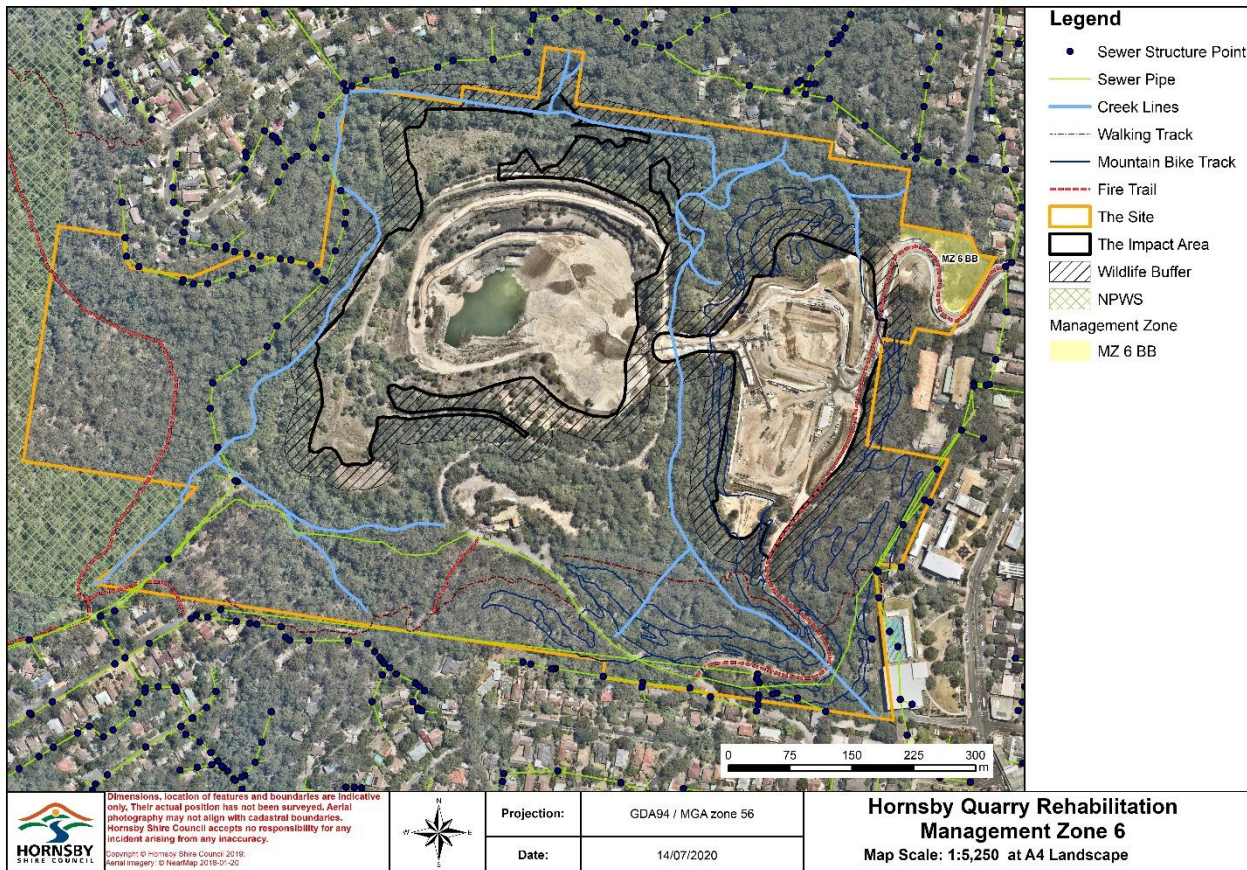 MZ 6 BB
0 75 150 225 300
m
Legend
Sewer Structure Point
Sewer Pipe
Creek Lines
Walking Track
Mountain Bike Track
Fire Trail
The Site
The Impact Area
Wildlife Buffer
NPWS
Management Zone
MZ 6 BB
HORNSBY
SHIRE COUNCIL
Dimensions, location of features and boundaries are indicative
only. Their actual position has not been surveyed. Aerial
photography may not align with cadastral boundaries.
Hornsby Shire Council accepts no responsibility for any
incident arising from any inaccuracy.
Copyright © Hornsby Shire Council 2019;
Aerial imagery: © NearMap 2018-01-20
N
W E
S
Projection: GDA94 / MGA zone 56
Date: 14/07/2020
Hornsby Quarry Rehabilitation
Management Zone 6
Map Scale: 1:5,250 at A4 Landscape